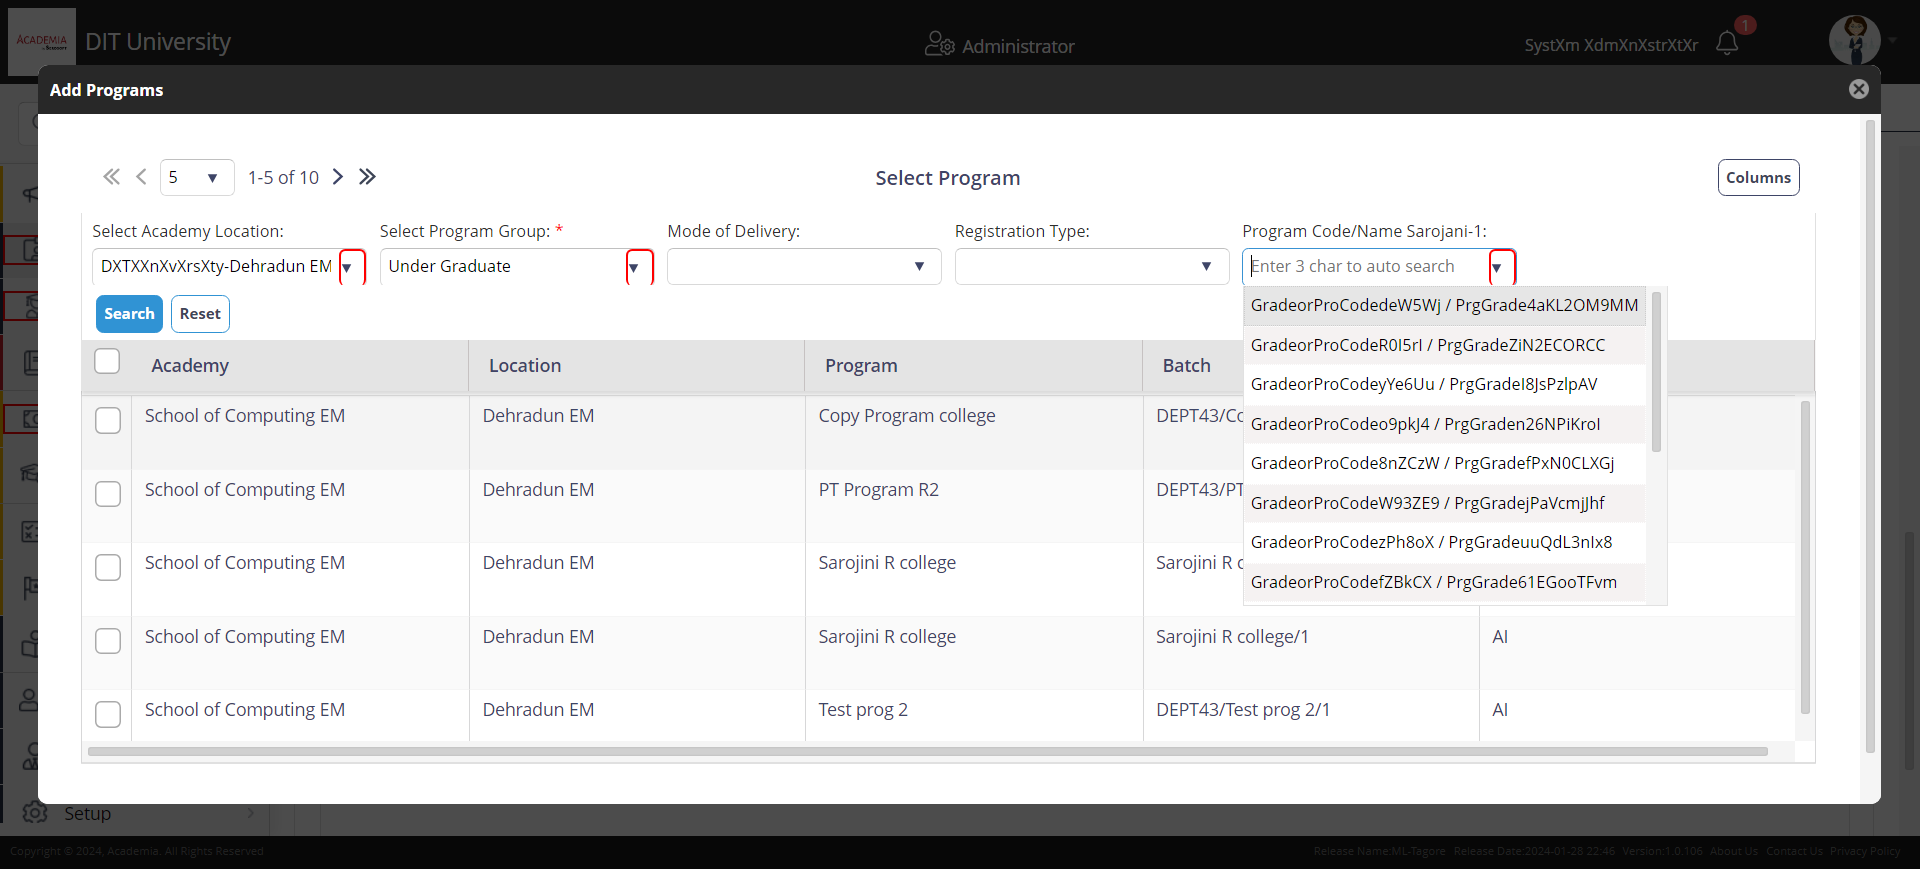 ACADEMIA
DIT University
Administrator
SystXm XdmXnXstrXtXr
1
Add Programs
5
1-5 of 10
Select Program
Columns
Select Academy Location:
Select Program Group: *
Mode of Delivery:
Registration Type:
Program Code/Name Sarojani-1:
DXTXXnXvXrsXty-Dehradun EM
Under Graduate
Enter 3 char to auto search
Search
Reset
GradeorProCodedeW5Wj / PrgGrade4aKL2OM9MM
GradeorProCodeR0I5rI / PrgGradeZiN2ECORCC
GradeorProCodeyYe6Uu / PrgGradeI8JsPzlpAV
GradeorProCodeo9pkJ4 / PrgGraden26NPiKroI
GradeorProCode8nZCzW / PrgGradefPxN0CLXGj
GradeorProCodeW93ZE9 / PrgGradejPaVcmjJhf
GradeorProCodezPh8oX / PrgGradeuuQdL3nIx8
GradeorProCodefZBkCX / PrgGrade61EGooTFvm
Academy
Location
Program
Batch
School of Computing EM
Dehradun EM
Copy Program college
DEPT43/Co
School of Computing EM
Dehradun EM
PT Program R2
DEPT43/PT
School of Computing EM
Dehradun EM
Sarojini R college
Sarojini R c
School of Computing EM
Dehradun EM
Sarojini R college
Sarojini R college/1
AI
School of Computing EM
Dehradun EM
Test prog 2
DEPT43/Test prog 2/1
AI
Setup
Copyright © 2024, Academia. All Rights Reserved
Release Name:ML-Tagore Release Date:2024-01-28 22:46 Version:1.0.106 About Us Contact Us Privacy Policy